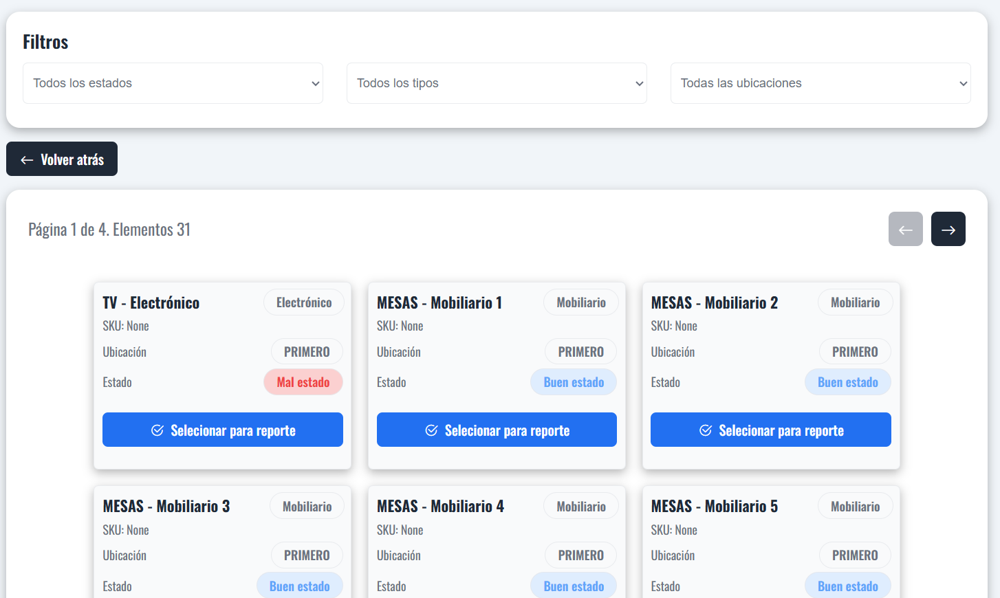 Filtros
Todos los estados
Todos los tipos
Todas las ubicaciones
Volver atrás
Página 1 de 4. Elementos 31
TV - Electrónico
Electrónico
SKU: None
Ubicación
PRIMERO
Estado
Mal estado
Selecionar para reporte
MESAS - Mobiliario 1
Mobiliario
SKU: None
Ubicación
PRIMERO
Estado
Buen estado
Selecionar para reporte
MESAS - Mobiliario 2
Mobiliario
SKU: None
Ubicación
PRIMERO
Estado
Buen estado
Selecionar para reporte
MESAS - Mobiliario 3
Mobiliario
SKU: None
Ubicación
PRIMERO
Estado
Buen estado
MESAS - Mobiliario 4
Mobiliario
SKU: None
Ubicación
PRIMERO
Estado
Buen estado
MESAS - Mobiliario 5
Mobiliario
SKU: None
Ubicación
PRIMERO
Estado
Buen estado